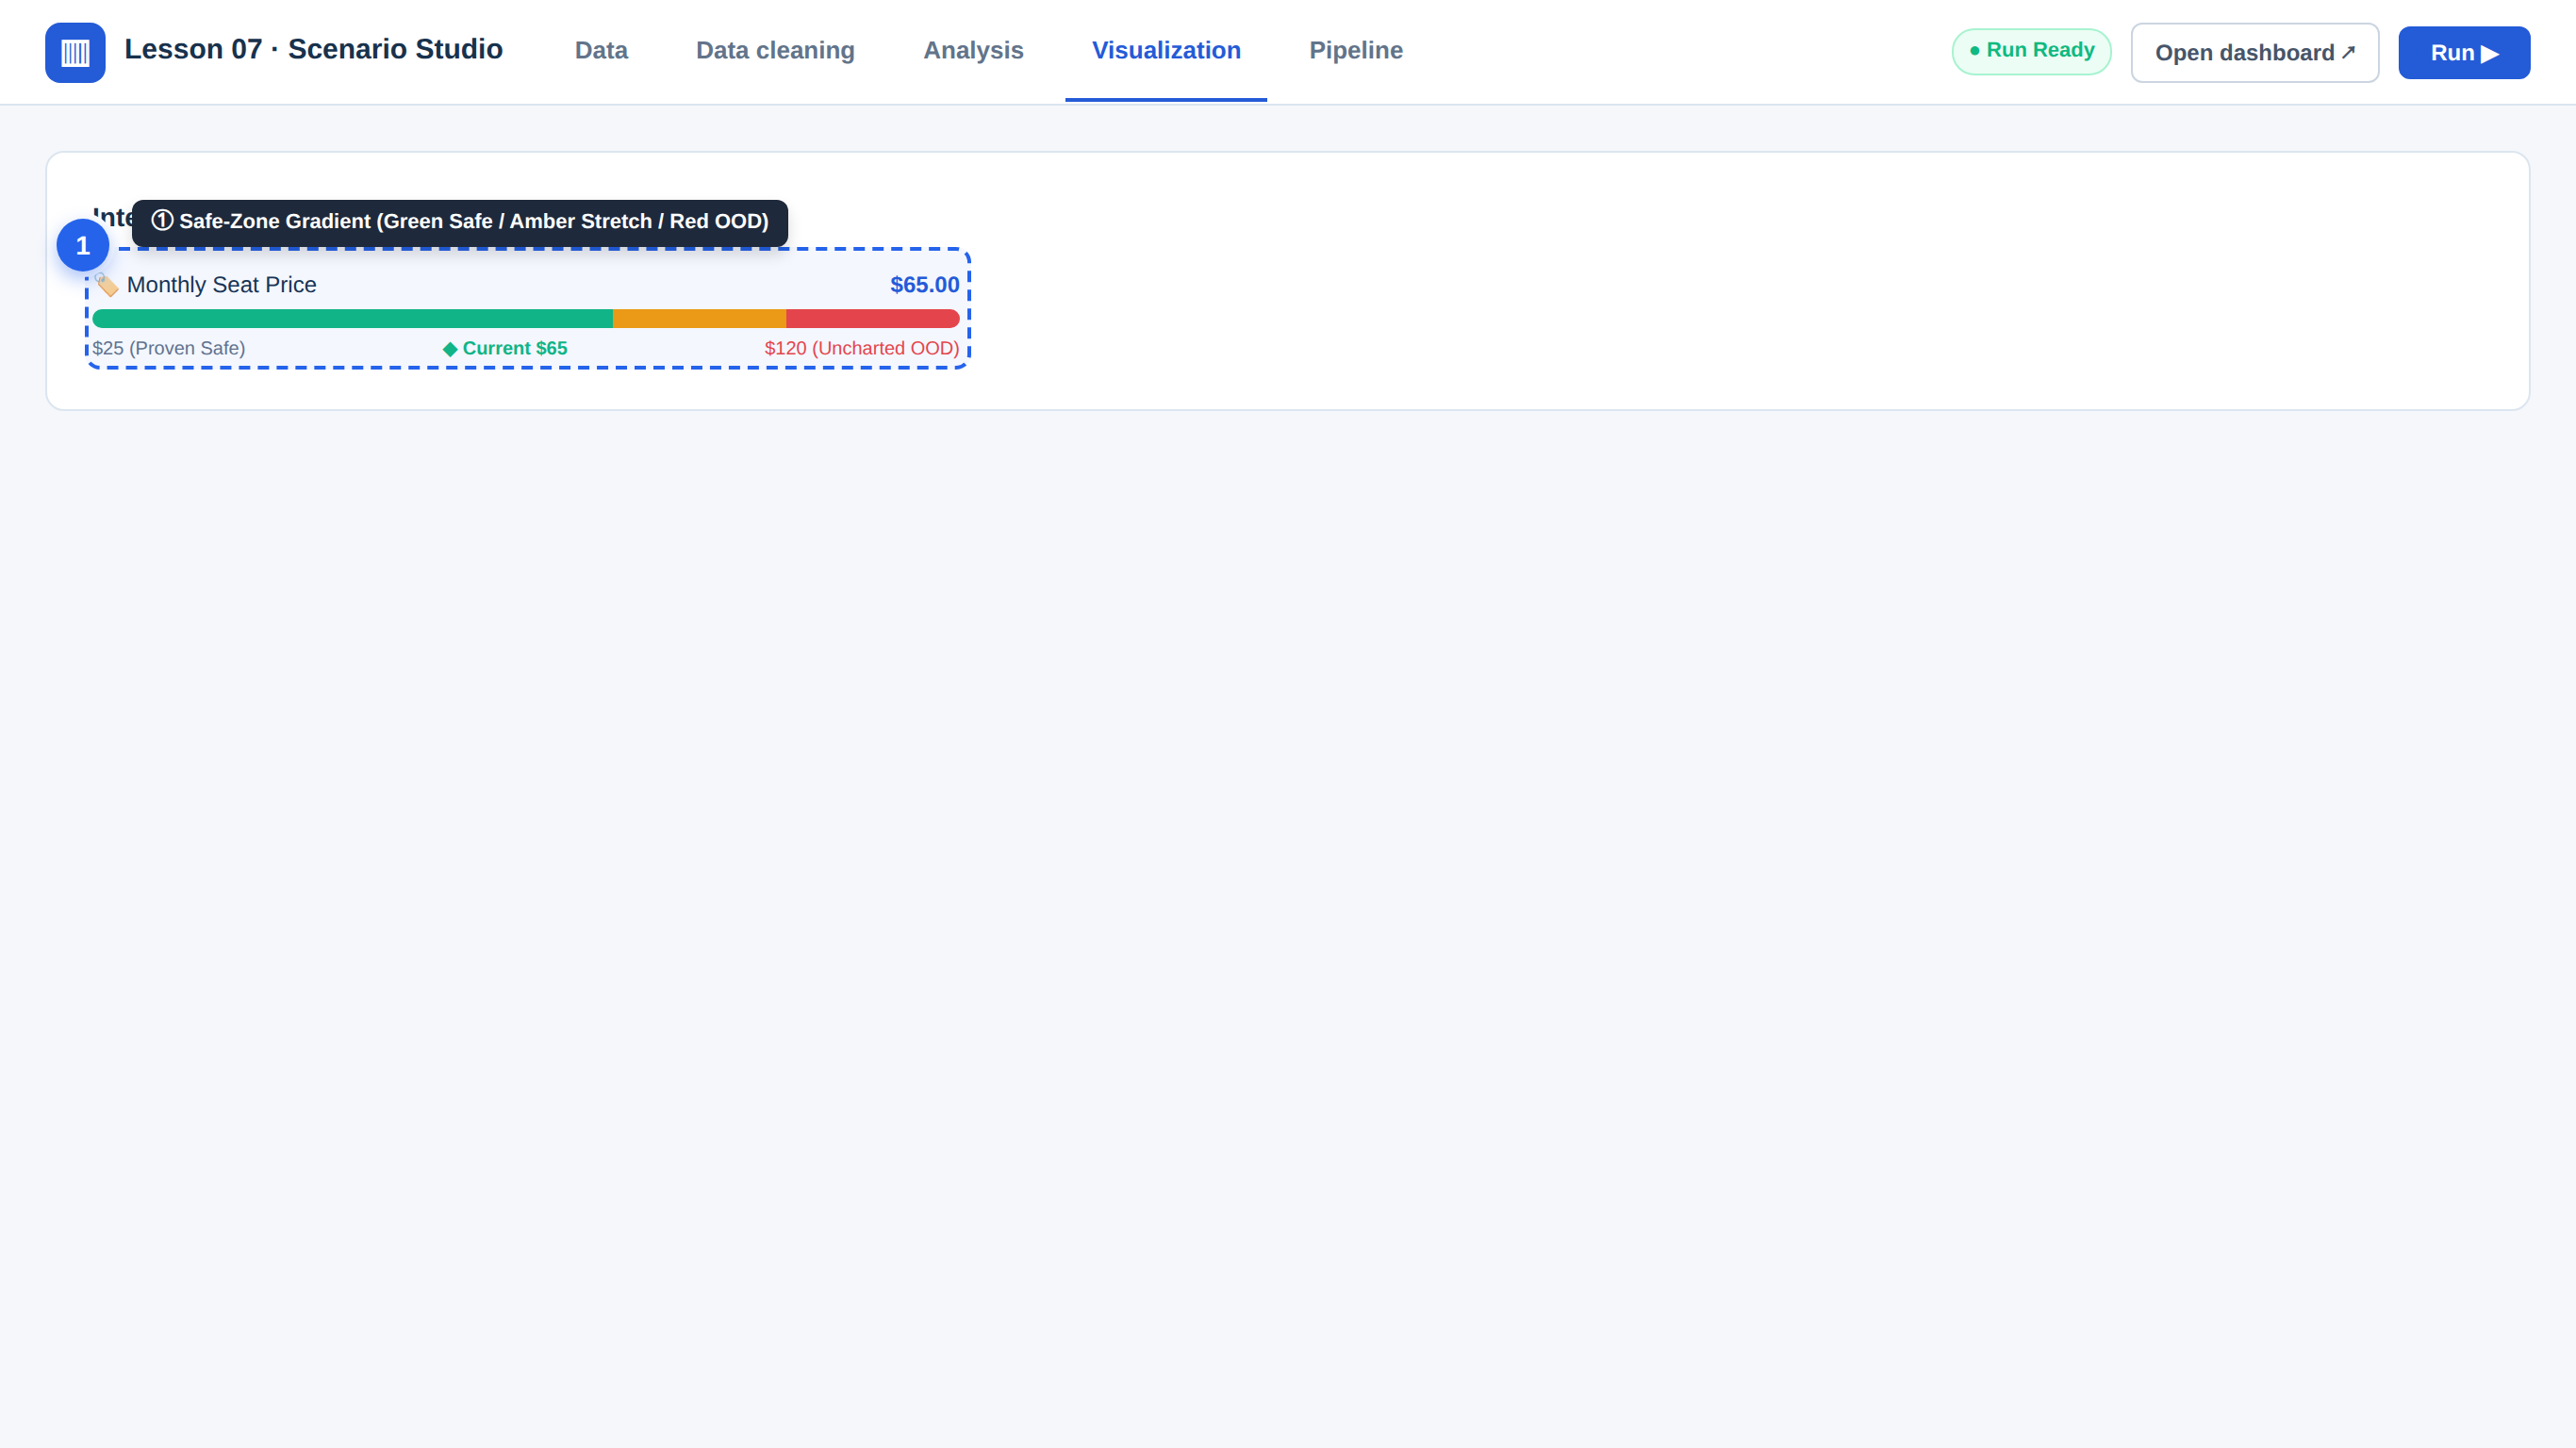 Lesson 07 · Scenario Studio
Data
Data cleaning
Analysis
Visualization
Pipeline
● Run Ready
Open dashboard ↗
Run ▶
① Safe-Zone Gradient (Green Safe / Amber Stretch / Red OOD)
1
🏷️ Monthly Seat Price
$65.00
$25 (Proven Safe)
◆ Current $65
$120 (Uncharted OOD)